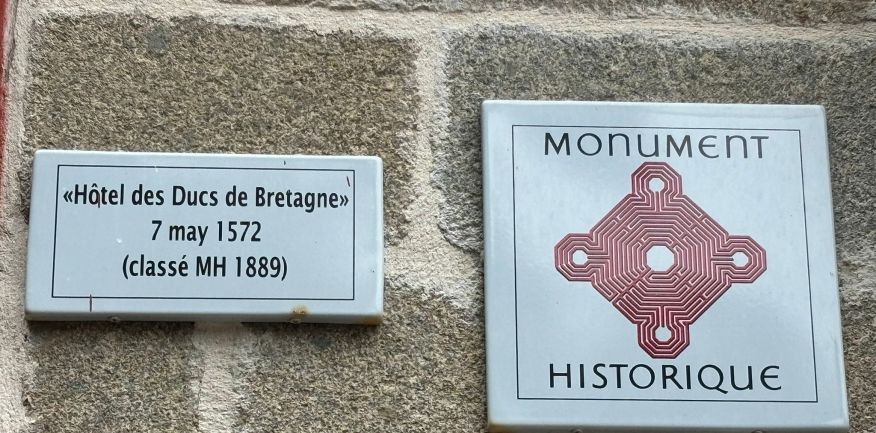 «Hôtel des Ducs de Bretagne»
7 may 1572
(classé MH 1889)
MONUMENT
HISTORIQUE